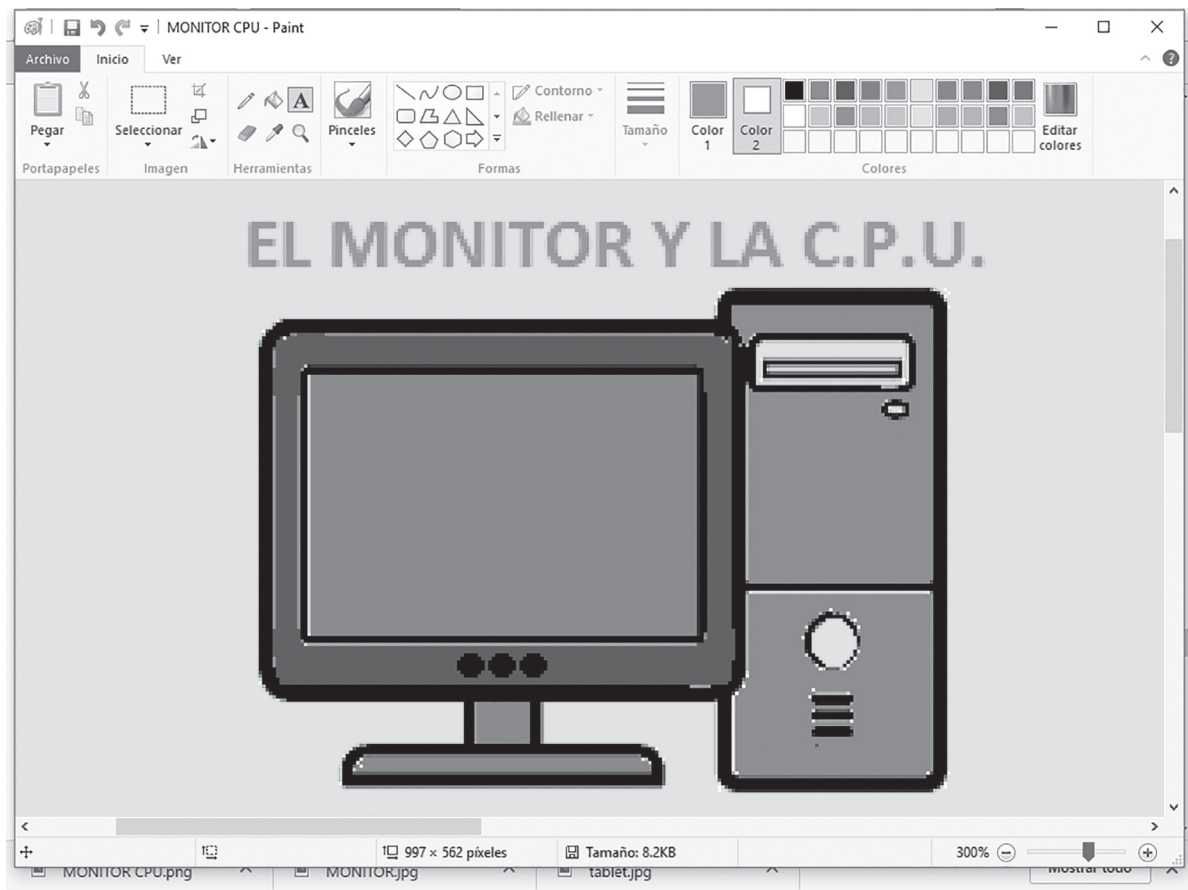 MONITOR CPU - Paint
Archivo Inicio Ver
Pegar
Seleccionar
Pinceles
Contorno
Rellenar
Tamaño
Color 1
Color 2
Editar colores
Portapapeles Imagen Herramientas Formas Colores
EL MONITOR Y LA C.P.U.
997 × 562 píxeles Tamaño: 8.2KB 300%
MONITOR CPU.png MONITOR.jpg tablet.jpg Mostrar todo